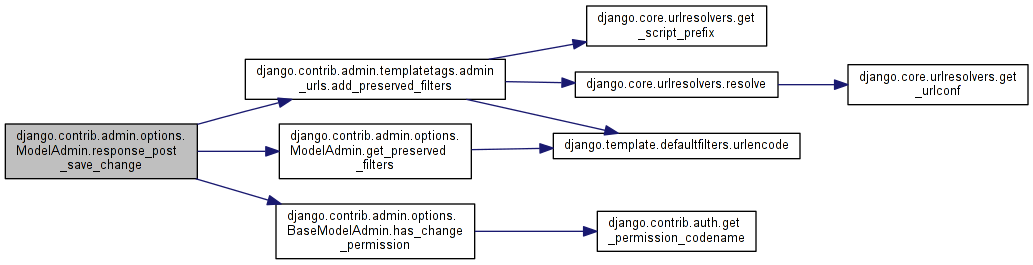 django.contrib.admin.options.
ModelAdmin.response_post
_save_change
django.contrib.admin.templatetags.admin
_urls.add_preserved_filters
django.contrib.admin.options.
ModelAdmin.get_preserved
_filters
django.contrib.admin.options.
BaseModelAdmin.has_change
_permission
django.core.urlresolvers.get
_script_prefix
django.core.urlresolvers.resolve
django.template.defaultfilters.urlencode
django.contrib.auth.get
_permission_codename
django.core.urlresolvers.get
_urlconf